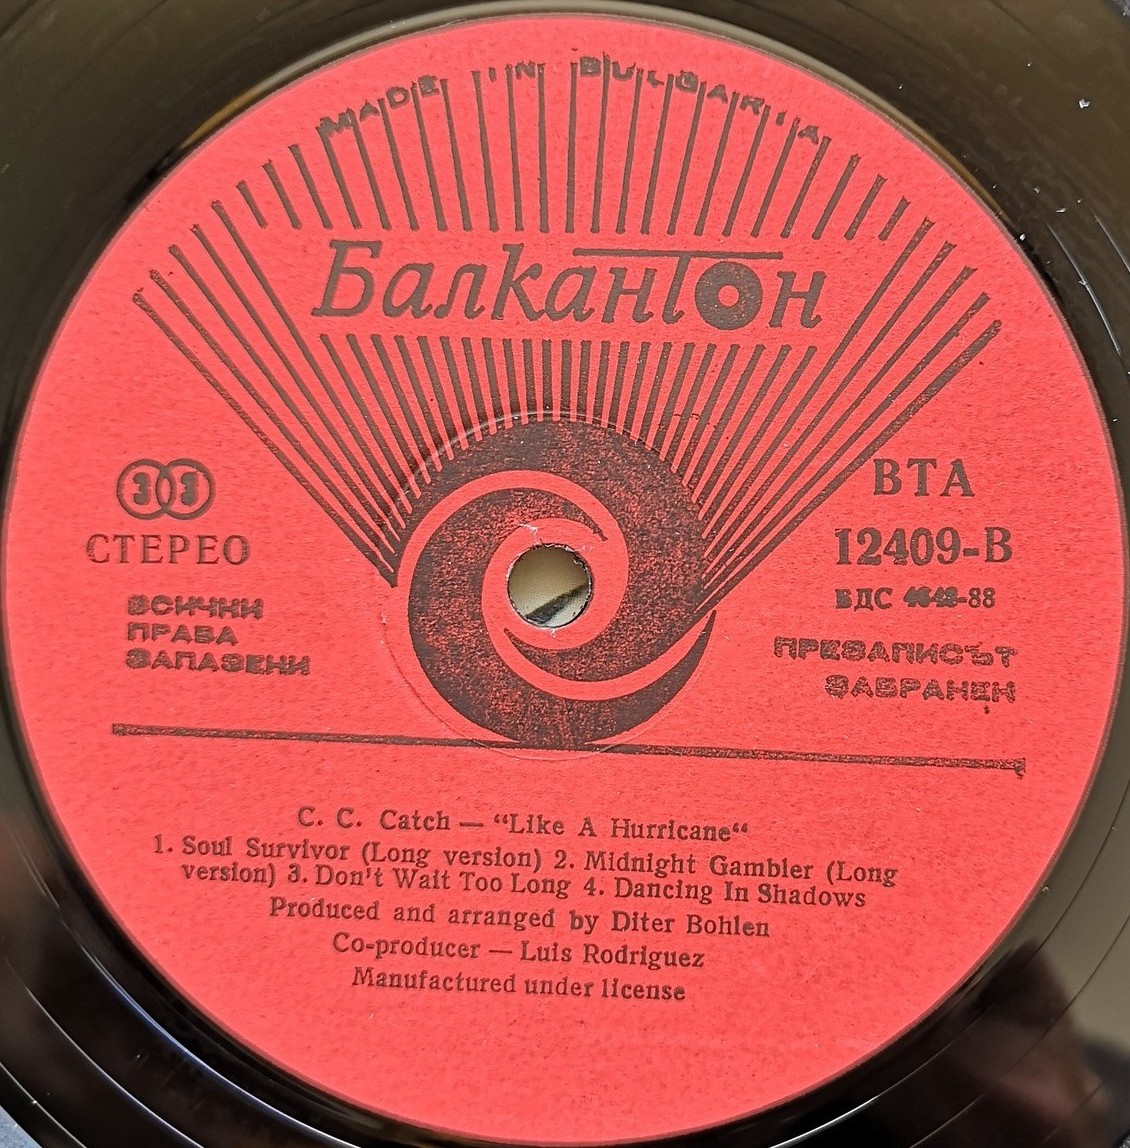 MADE IN BULGARIA
Балкантон
33
СТЕРЕО
ВСИЧКИ
ПРАВА
ЗАПАЗЕНИ
ВТА
12409-В
БДС -88
ПРЕЗАПИСЪТ
ЗАБРАНЕН
C. C. Catch — “Like A Hurricane“
1. Soul Survivor (Long version) 2. Midnight Gambler (Long
version) 3. Don't Wait Too Long 4. Dancing In Shadows
Produced and arranged by Diter Bohlen
Co-producer — Luis Rodriguez
Manufactured under license